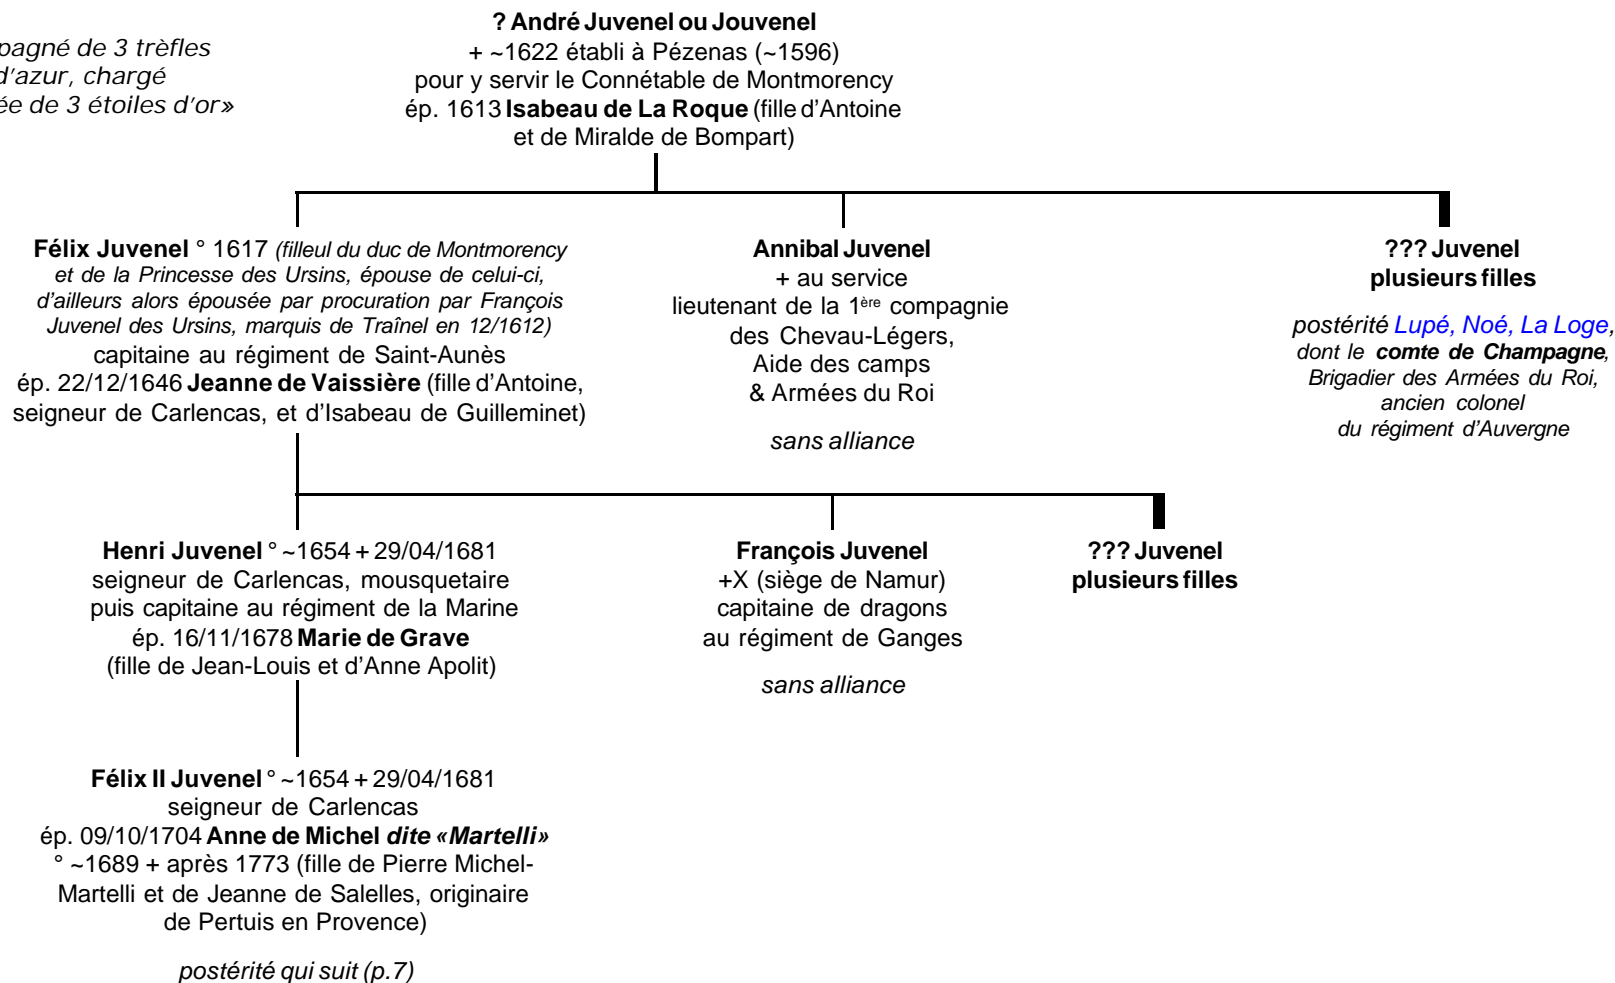 pagné de 3 trèfles
d'azur, chargé
ée de 3 étoiles d'or»
? André Juvenel ou Jouvenel
+ ~1622 établi à Pézenas (~1596)
pour y servir le Connétable de Montmorency
ép. 1613 Isabeau de La Roque (fille d'Antoine
et de Miralde de Bompart)
Félix Juvenel ° 1617 (filleul du duc de Montmorency
et de la Princesse des Ursins, épouse de celui-ci,
d'ailleurs alors épousée par procuration par François
Juvenel des Ursins, marquis de Traînel en 12/1612)
capitaine au régiment de Saint-Aunès
ép. 22/12/1646 Jeanne de Vaissière (fille d'Antoine,
seigneur de Carlencas, et d'Isabeau de Guilleminet)
Annibal Juvenel
+ au service
lieutenant de la 1ère compagnie
des Chevau-Légers,
Aide des camps
& Armées du Roi
sans alliance
??? Juvenel
plusieurs filles
postérité Lupé, Noé, La Loge,
dont le comte de Champagne,
Brigadier des Armées du Roi,
ancien colonel
du régiment d'Auvergne
Henri Juvenel ° ~1654 + 29/04/1681
seigneur de Carlencas, mousquetaire
puis capitaine au régiment de la Marine
ép. 16/11/1678 Marie de Grave
(fille de Jean-Louis et d'Anne Apolit)
François Juvenel
+X (siège de Namur)
capitaine de dragons
au régiment de Ganges
sans alliance
??? Juvenel
plusieurs filles
Félix II Juvenel ° ~1654 + 29/04/1681
seigneur de Carlencas
ép. 09/10/1704 Anne de Michel dite «Martelli»
° ~1689 + après 1773 (fille de Pierre Michel-
Martelli et de Jeanne de Salelles, originaire
de Pertuis en Provence)
postérité qui suit (p.7)